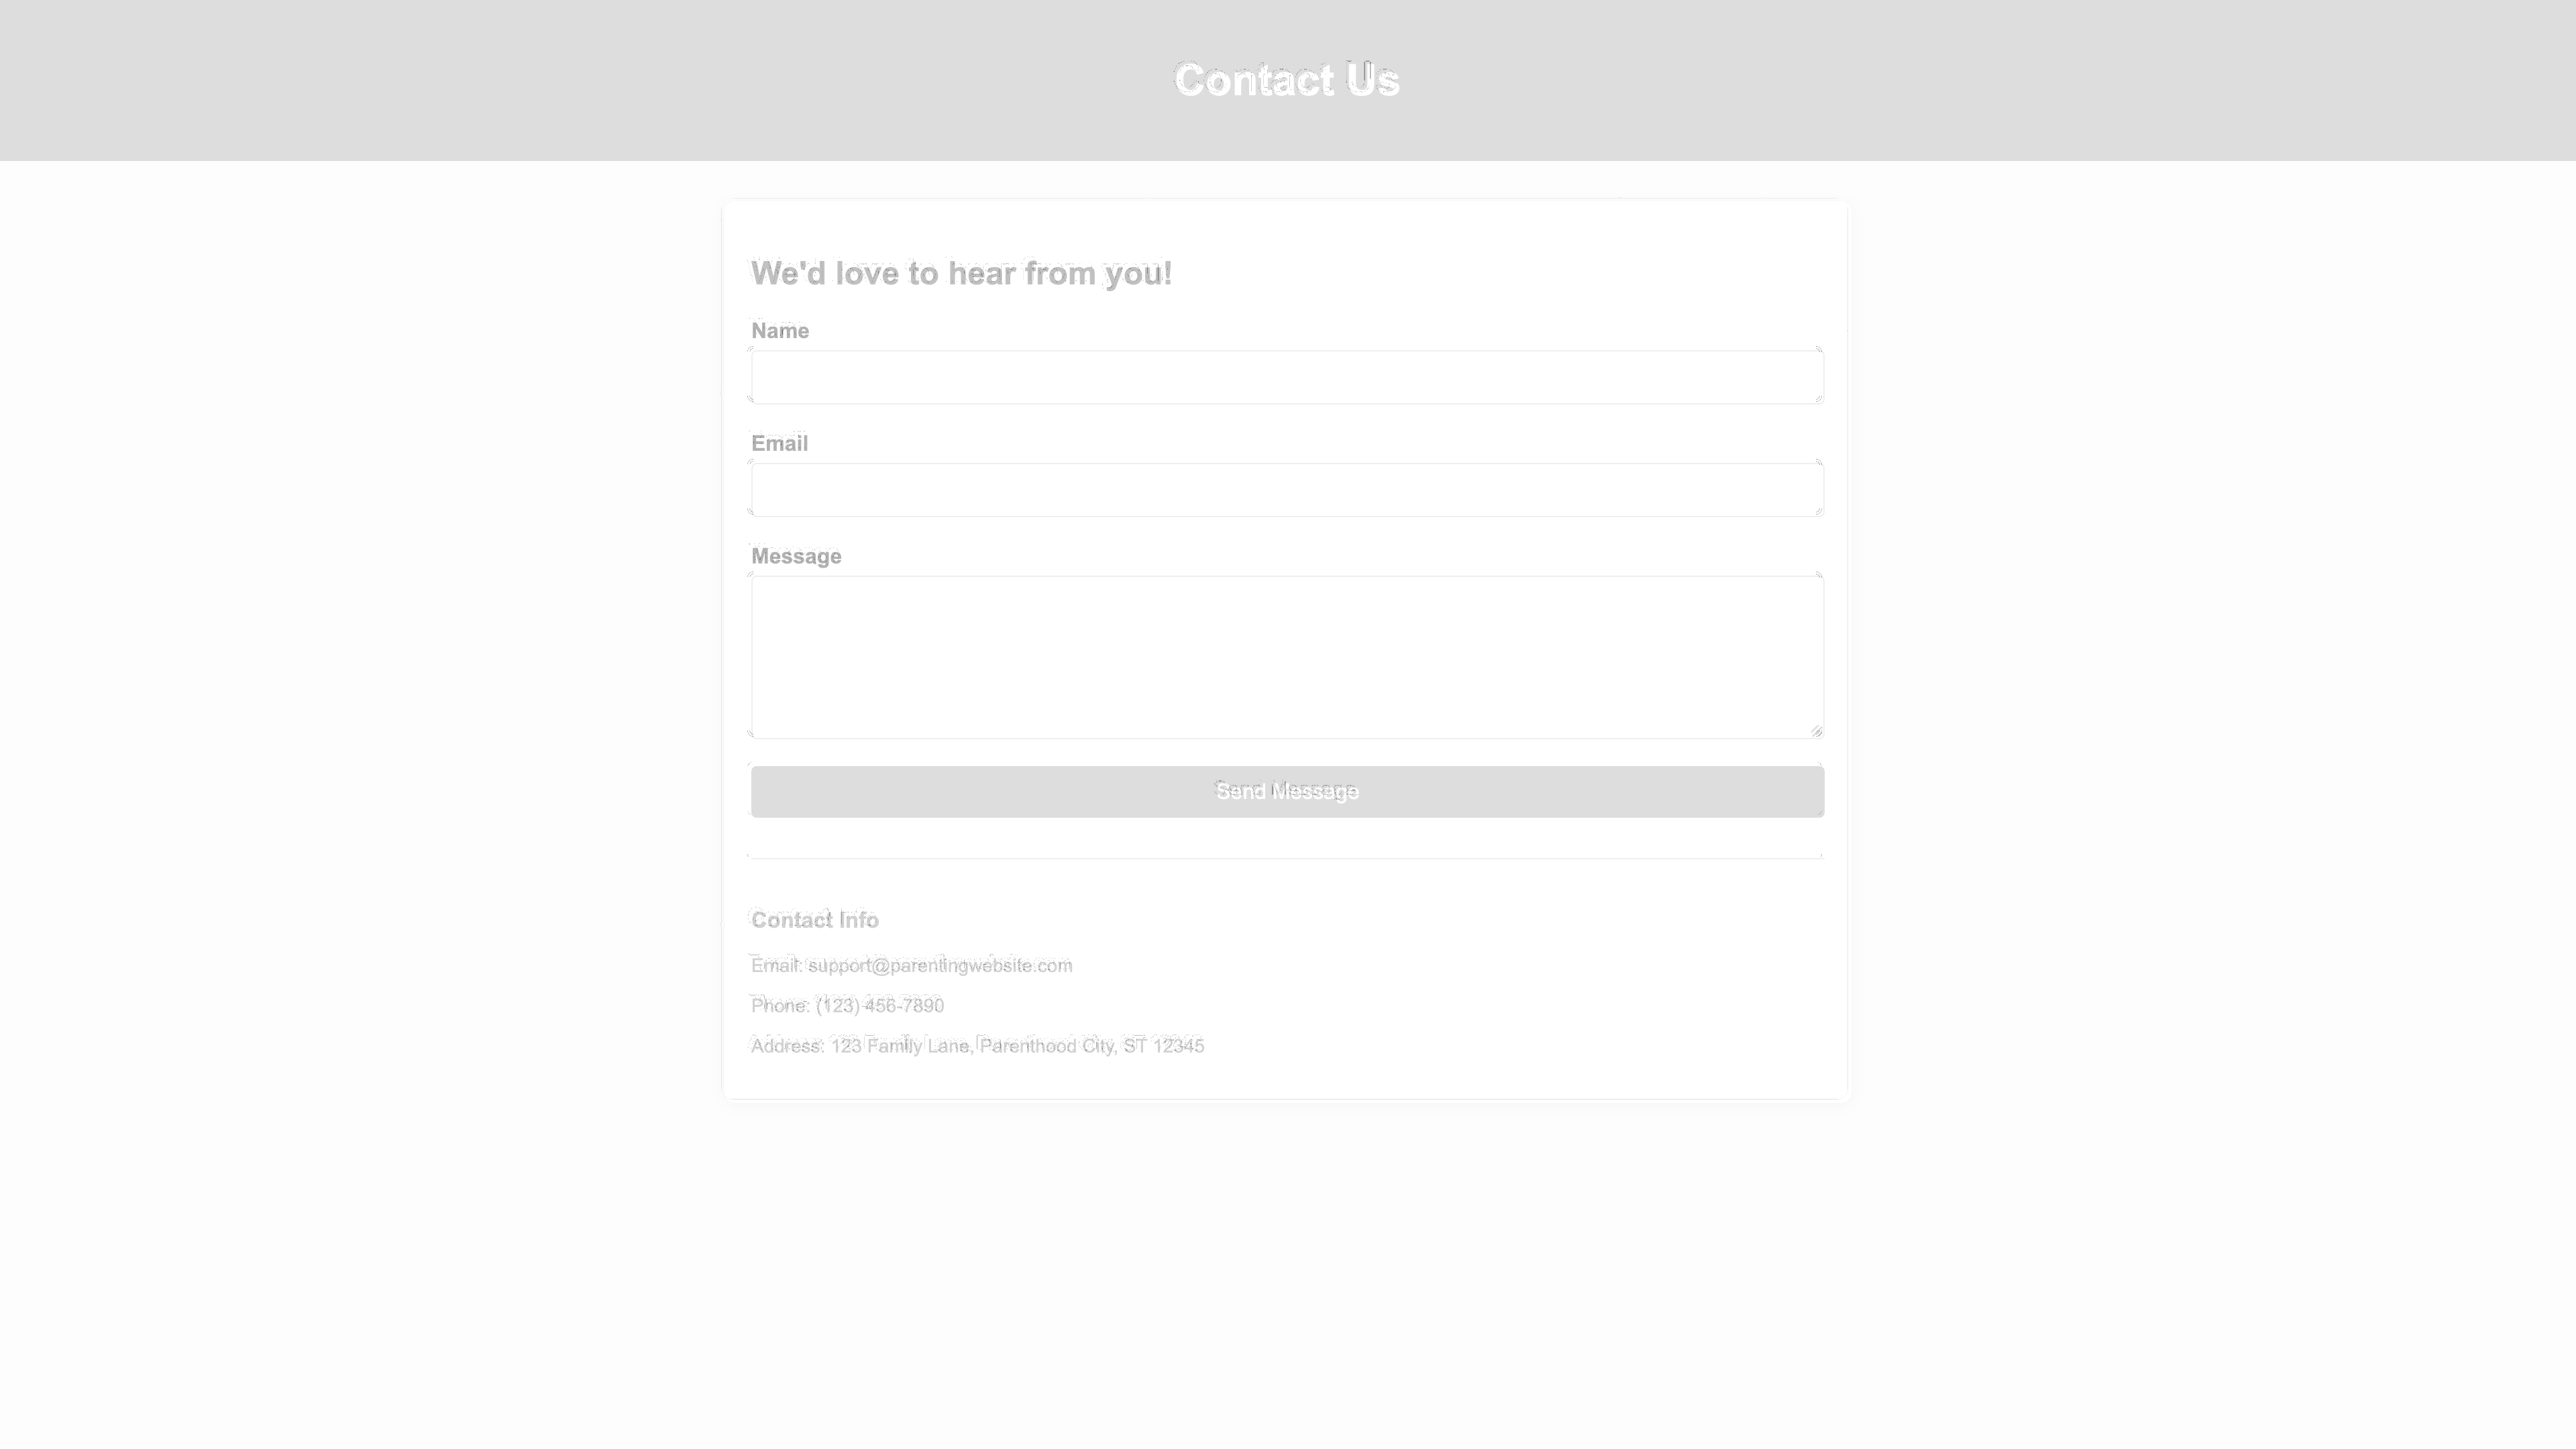 Contact Us
We'd love to hear from you!
Name
Email
Message
Send Message
Contact Info
Email: support@parentingwebsite.com
Phone: (123) 456-7890
Address: 123 Family Lane, Parenthood City, ST 12345